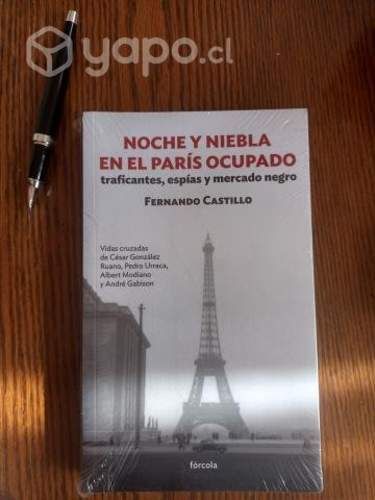 yapo.cl
NOCHE Y NIEBLA
EN EL PARÍS OCUPADO
traficantes, espías y mercado negro
FERNANDO CASTILLO
Vidas cruzadas
de César González
Ruano, Pedro Urraca,
Albert Modiano
y André Gabison
fórcola